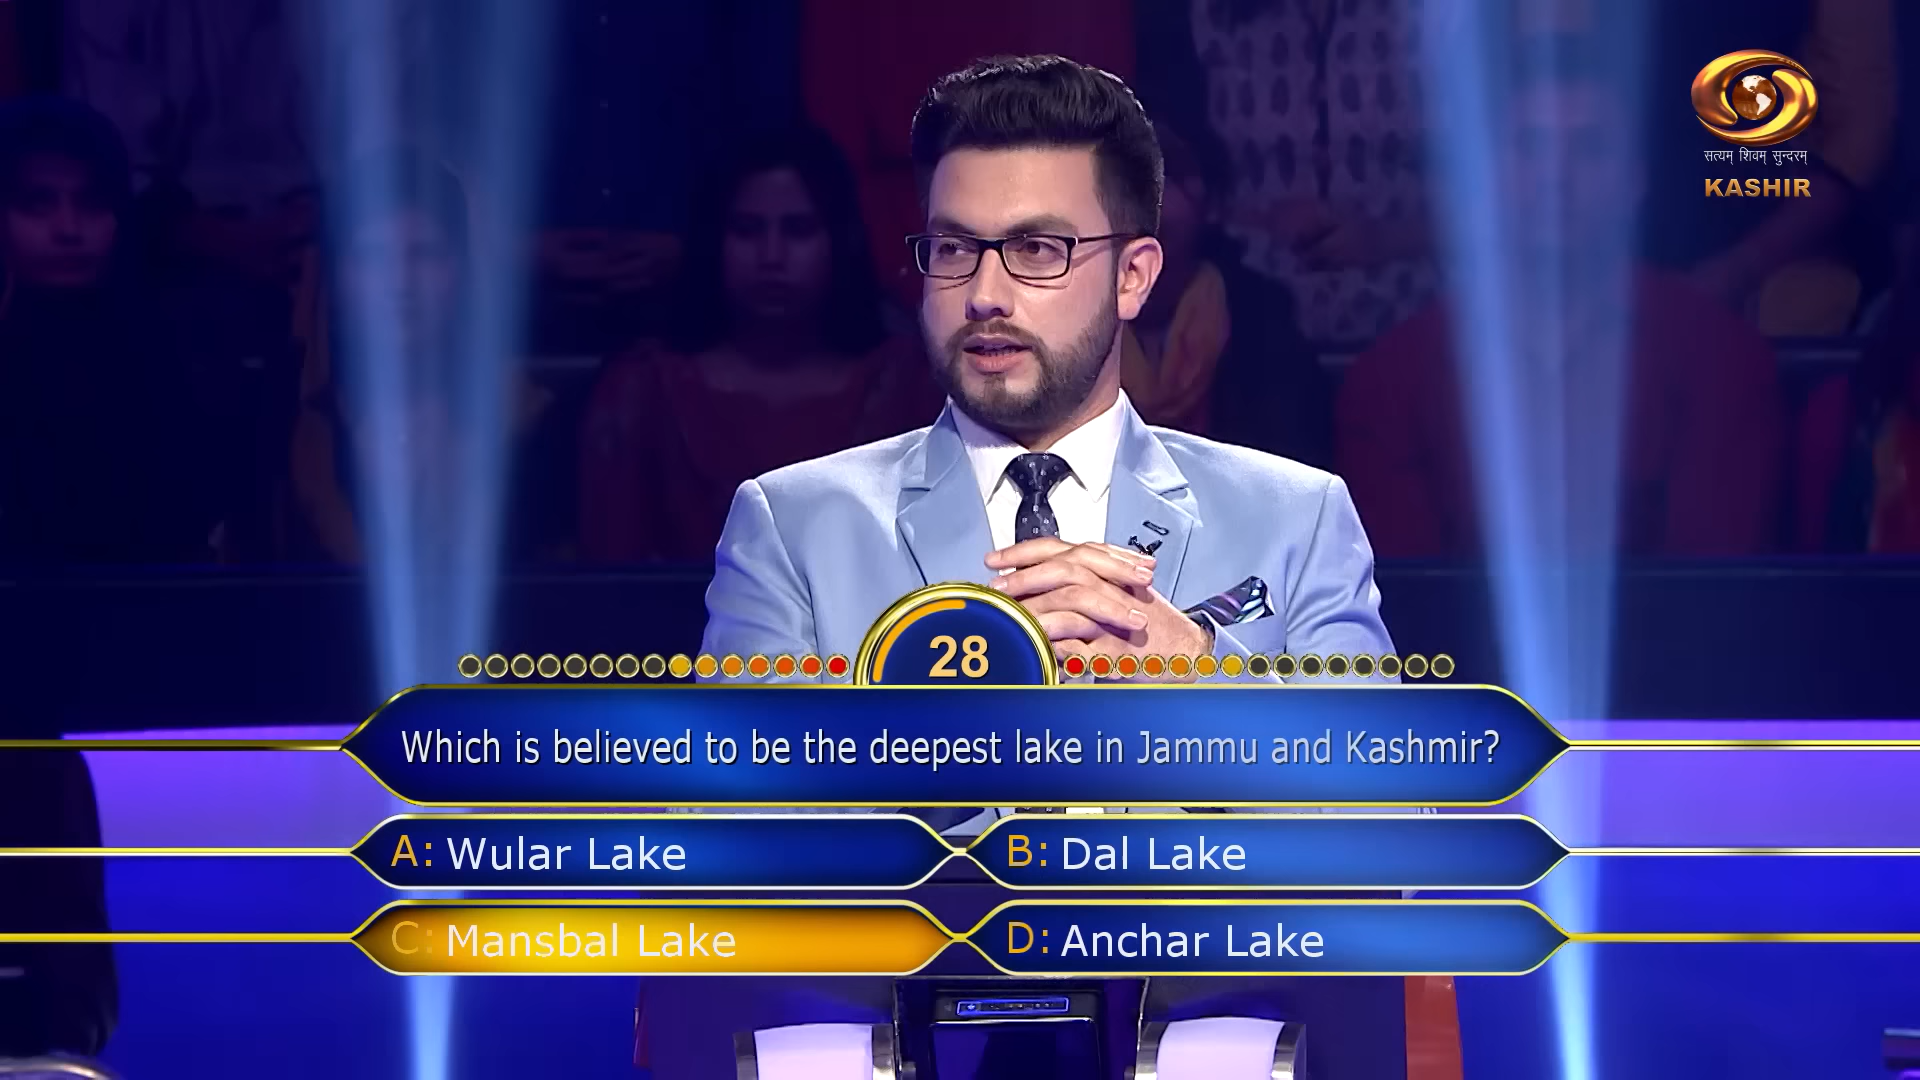 सत्यम् शिवम् सुन्दरम्
KASHIR
28
Which is believed to be the deepest lake in Jammu and Kashmir?
A: Wular Lake
B: Dal Lake
C: Mansbal Lake
D: Anchar Lake